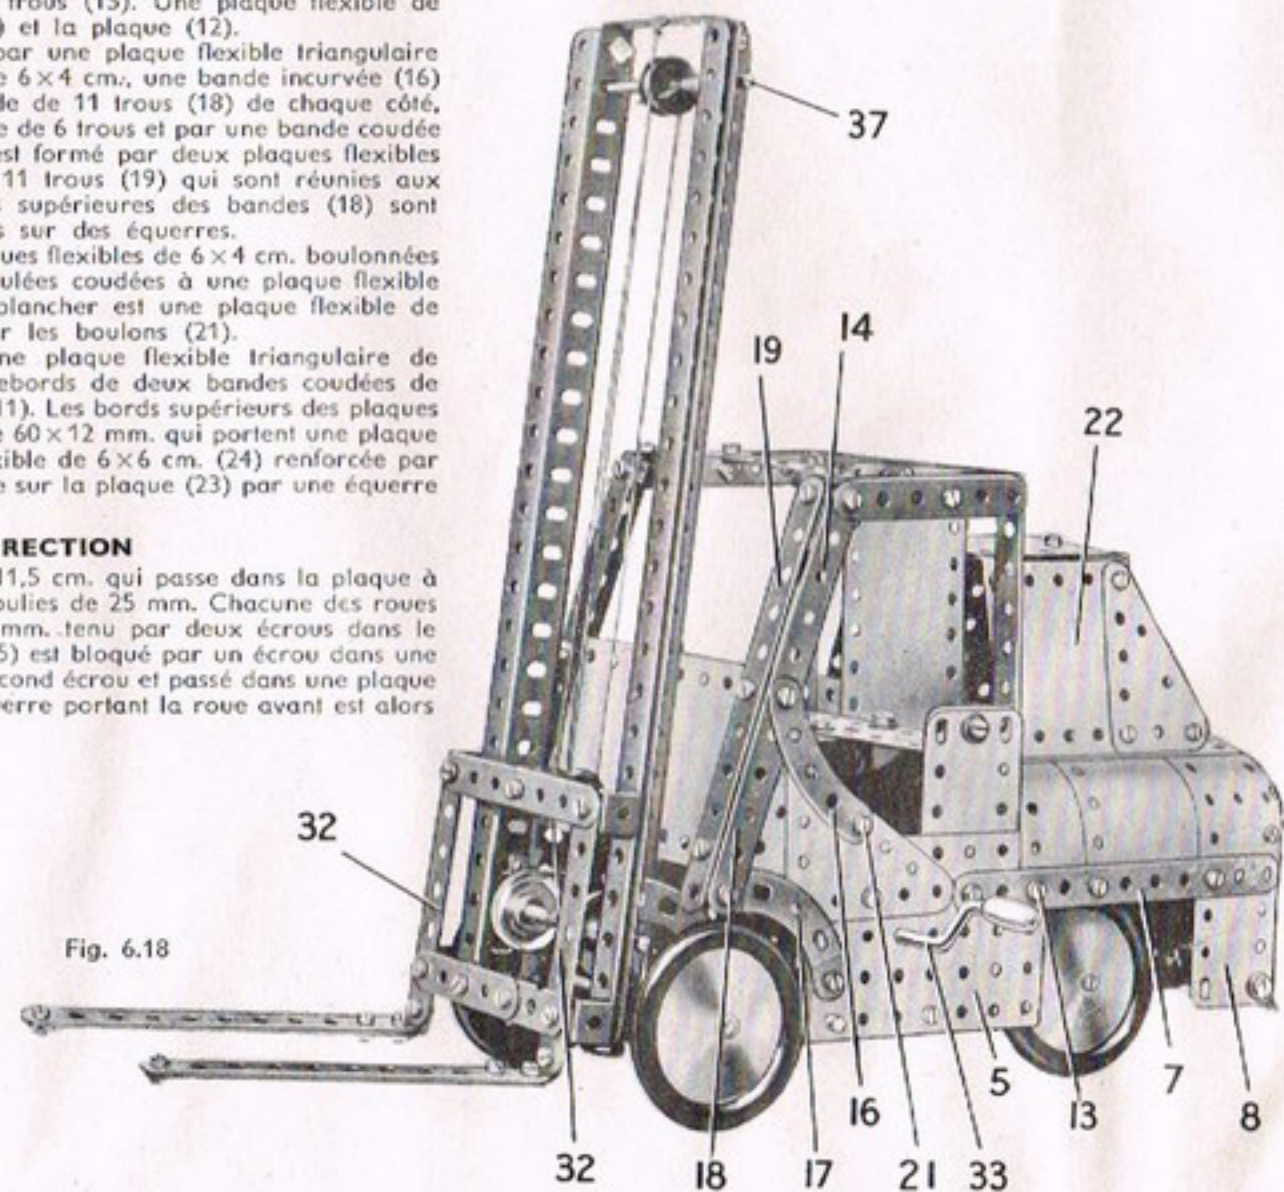 trous (15). Une plaque flexible de
) et la plaque (12).
par une plaque flexible triangulaire
e 6 × 4 cm., une bande incurvée (16)
de de 11 trous (18) de chaque côté,
e de 6 trous et par une bande coudée
est formé par deux plaques flexibles
11 trous (19) qui sont réunies aux
s supérieures des bandes (18) sont
s sur des équerres.
ues flexibles de 6 × 4 cm. boulonnées
ulées coudées à une plaque flexible
plancher est une plaque flexible de
r les boulons (21).
ne plaque flexible triangulaire de
ebords de deux bandes coudées de
11). Les bords supérieurs des plaques
e 60 × 12 mm. qui portent une plaque
xible de 6 × 6 cm. (24) renforcée par
e sur la plaque (23) par une équerre
RECTION
11,5 cm. qui passe dans la plaque à
oulies de 25 mm. Chacune des roues
mm. tenu par deux écrous dans le
5) est bloqué par un écrou dans une
cond écrou et passé dans une plaque
uerre portant la roue avant est alors
37
14
19
22
32
Fig. 6.18
5
7
16
13
8
32
18
17
21
33